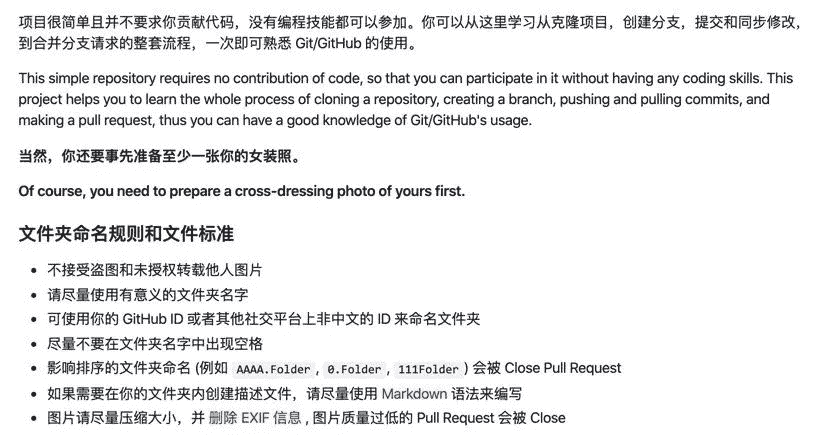 项目很简单且并不要求你贡献代码，没有编程技能都可以参加。你可以从这里学习从克隆项目，创建分支，提交和同步修改，
到合并分支请求的整套流程，一次即可熟悉 Git/GitHub 的使用。
This simple repository requires no contribution of code, so that you can participate in it without having any coding skills. This
project helps you to learn the whole process of cloning a repository, creating a branch, pushing and pulling commits, and
making a pull request, thus you can have a good knowledge of Git/GitHub's usage.
当然，你还要事先准备至少一张你的女装照。
Of course, you need to prepare a cross-dressing photo of yours first.
文件夹命名规则和文件标准
• 不接受盗图和未授权转载他人图片
• 请尽量使用有意义的文件夹名字
• 可使用你的 GitHub ID 或者其他社交平台上非中文的 ID 来命名文件夹
• 尽量不要在文件夹名字中出现空格
• 影响排序的文件夹命名 (例如 AAAA.Folder , 0.Folder , 111Folder ) 会被 Close Pull Request
• 如果需要在你的文件夹内创建描述文件，请尽量使用 Markdown 语法来编写
• 图片请尽量压缩大小，并 删除 EXIF 信息 , 图片质量过低的 Pull Request 会被 Close